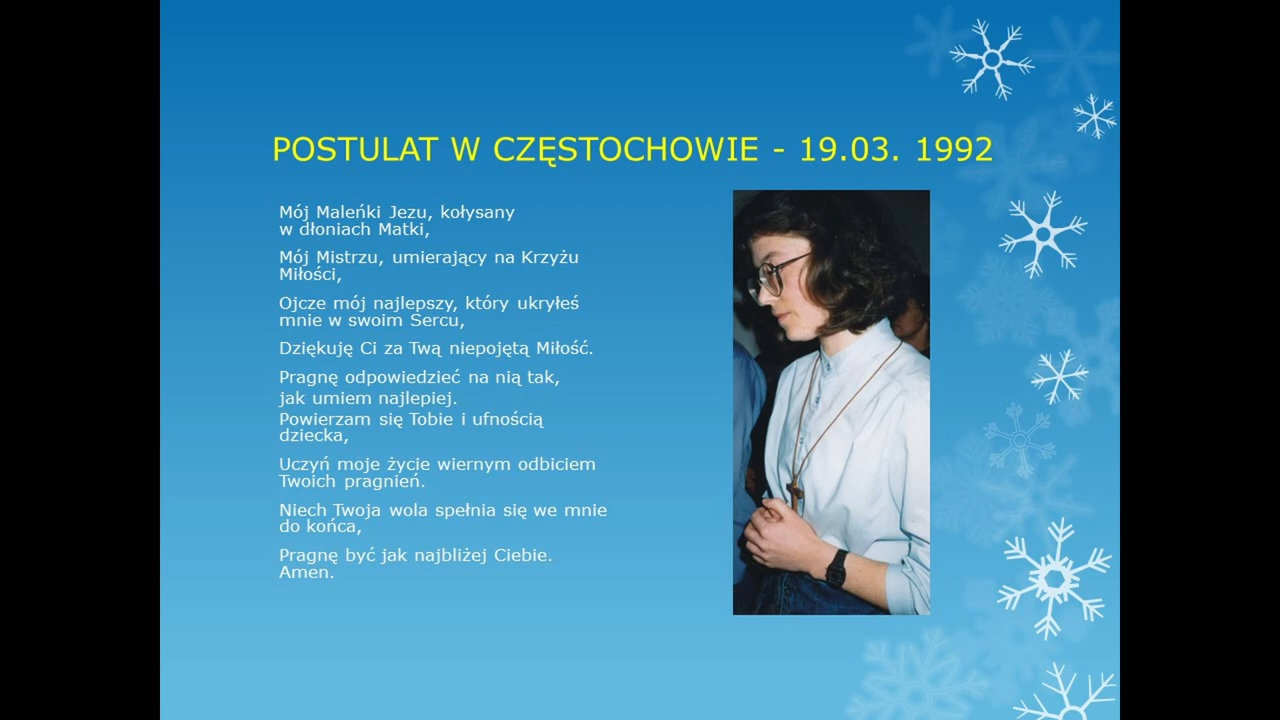 POSTULAT W CZĘSTOCHOWIE - 19.03. 1992
Mój Maleńki Jezu, kołysany
w dłoniach Matki,
Mój Mistrzu, umierający na Krzyżu
Miłości,
Ojcze mój najlepszy, który ukryłeś
mnie w swoim Sercu,
Dziękuję Ci za Twą niepojętą Miłość.
Pragnę odpowiedzieć na nią tak,
jak umiem najlepiej.
Powierzam się Tobie i ufnością
dziecka,
Uczyń moje życie wiernym odbiciem
Twoich pragnień.
Niech Twoja wola spełnia się we mnie
do końca,
Pragnę być jak najbliżej Ciebie.
Amen.